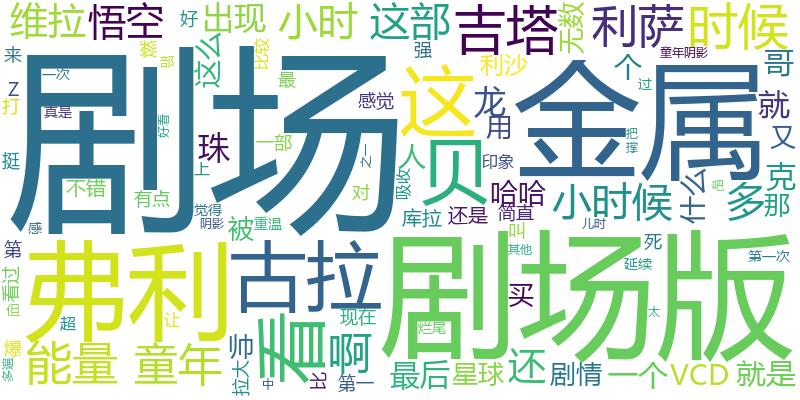 维拉
悟空
好
出现
小时
这部
吉塔
无数
利萨
时候
来
燃
这么
比较
最
强
利沙
个
童年阴影
过
哥
Z
一次
打
真是
剧场
好看
珠
上
感觉
一部
之一
这
龙
用
金属
就
又
挺
不错
有点
对
人
吸收
贝
印象
哈哈
把
撑
什么
吧
克
多
那
感
觉得
阴影
被
重温
库拉
还是
简直
叫
小时候
儿时
第
弗利
古拉
其他
死
延续
剧场版
第一次
看过
但
超
让
看
啊
现在
买
烂尾
太
爆
多遍
能量
童年
帅
拉大
中
比
第一
最后
星球
还
剧情
一个
VCD
就是